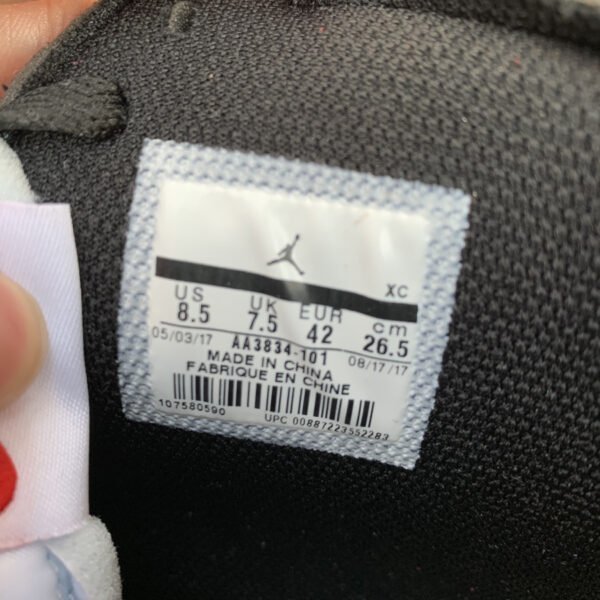 XC
US UK EUR cm
8.5 7.5 42 26.5
05/03/17 AA3834-101 08/17/17
MADE IN CHINA
FABRIQUE EN CHINE
107580590 UPC 00887223552283